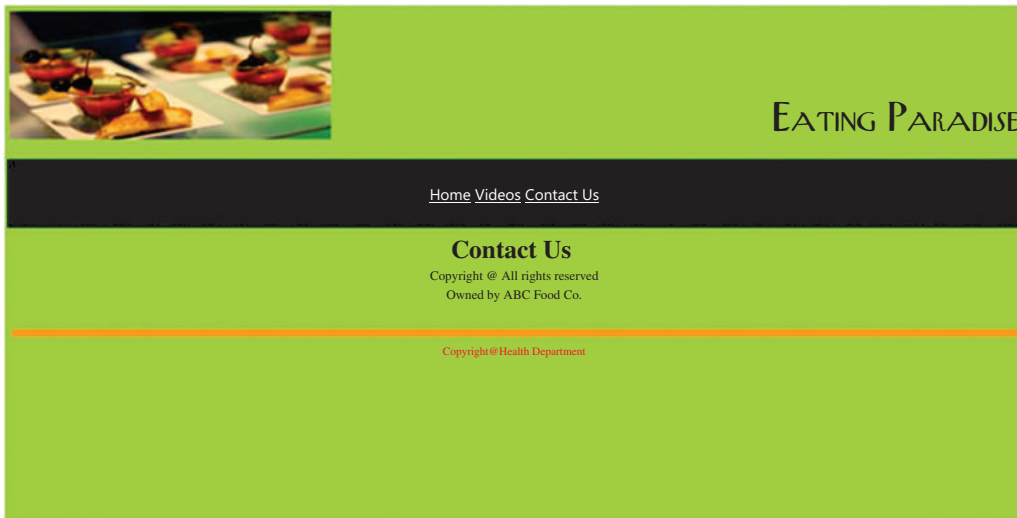 EATING PARADISE
Home Videos Contact Us
Contact Us
Copyright @ All rights reserved
Owned by ABC Food Co.
Copyright@Health Department